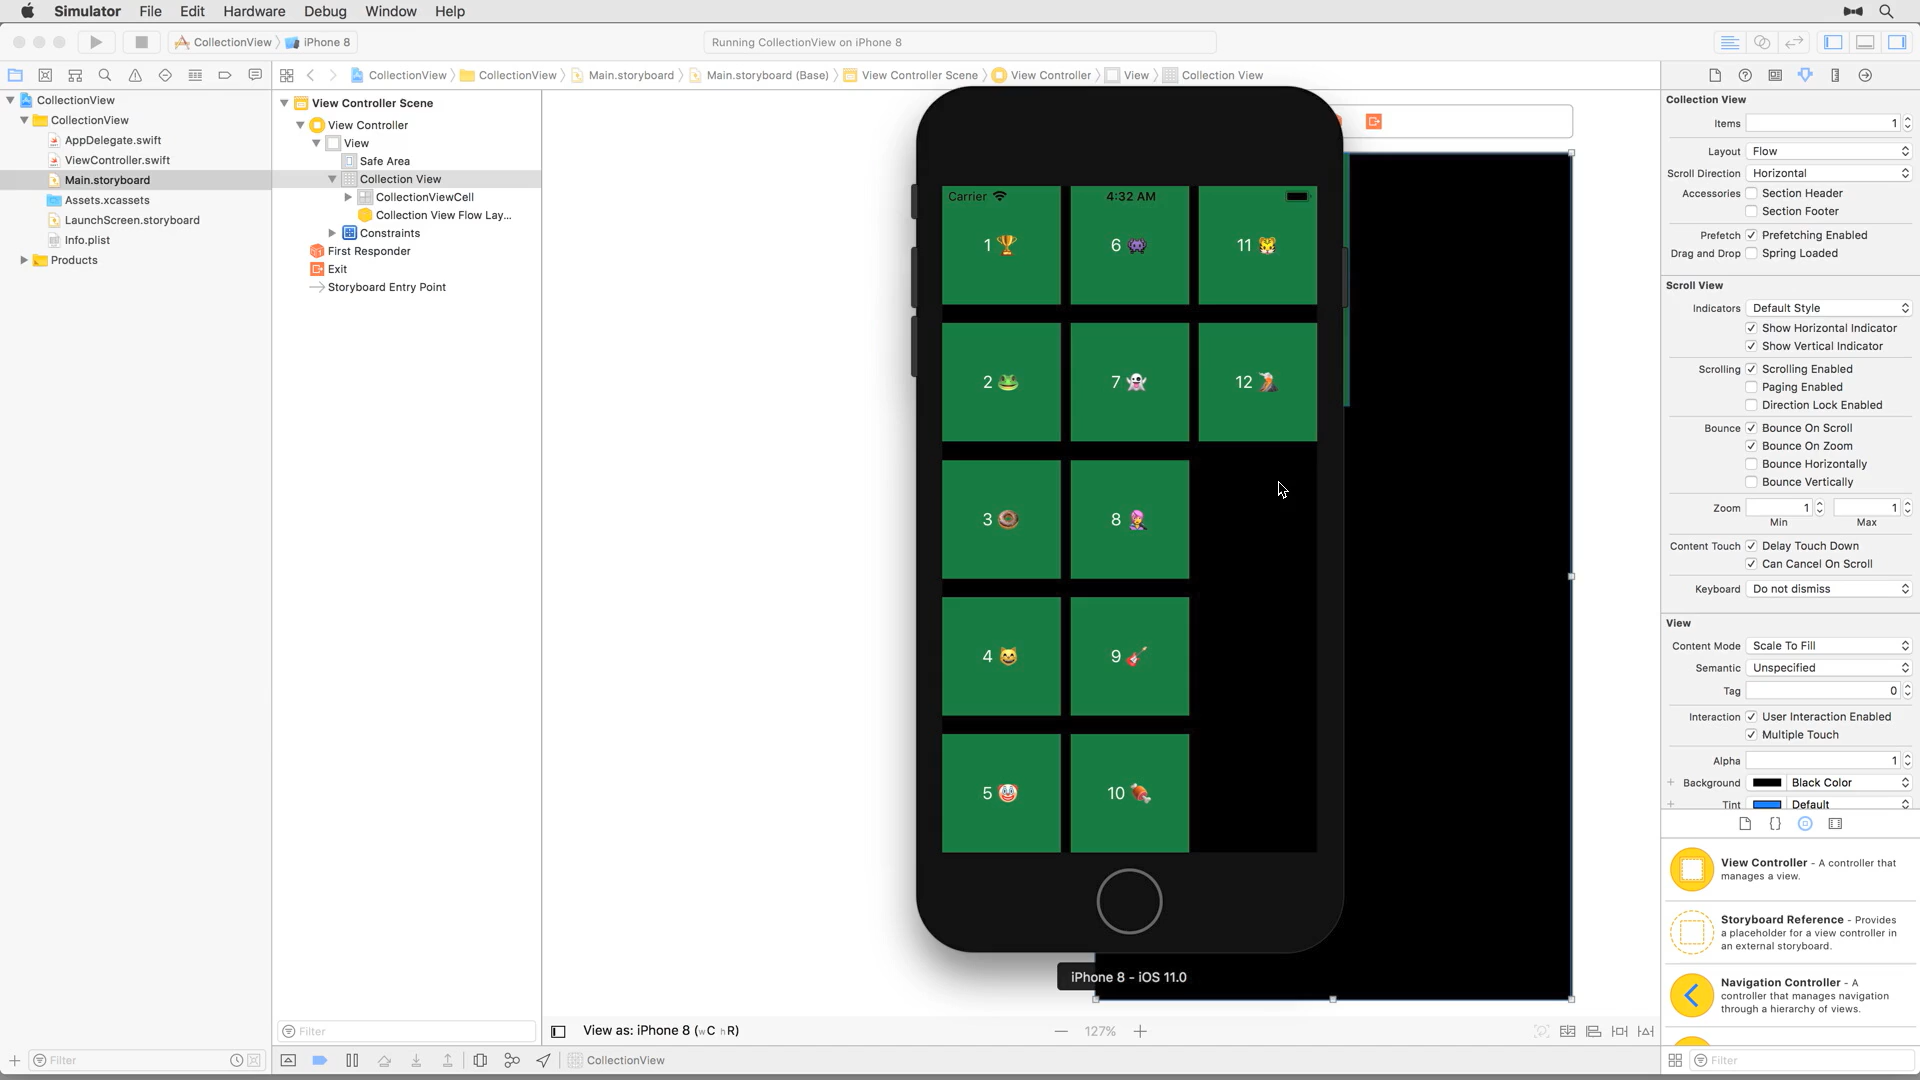 Simulator File Edit Hardware Debug Window Help
CollectionView iPhone 8
Running CollectionView on iPhone 8
CollectionView CollectionView Main.storyboard Main.storyboard (Base) View Controller Scene View Controller View Collection View
CollectionView
CollectionView
AppDelegate.swift
ViewController.swift
Main.storyboard
Assets.xcassets
LaunchScreen.storyboard
Info.plist
Products
View Controller Scene
View Controller
View
Safe Area
Collection View
CollectionViewCell
Collection View Flow Lay...
Constraints
First Responder
Exit
Storyboard Entry Point
Carrier 4:32 AM
1 🏆 6 👾 11 🐯
2 🐸 7 👻 12 🌋
3 8 👩‍🎤
4 😺 9 🎸
5 🤡 10 🍖
iPhone 8 - iOS 11.0
Collection View
Items 1
Layout Flow
Scroll Direction Horizontal
Accessories Section Header
Section Footer
Prefetch Prefetching Enabled
Drag and Drop Spring Loaded
Scroll View
Indicators Default Style
Show Horizontal Indicator
Show Vertical Indicator
Scrolling Scrolling Enabled
Paging Enabled
Direction Lock Enabled
Bounce Bounce On Scroll
Bounce On Zoom
Bounce Horizontally
Bounce Vertically
Zoom 1 1
Min Max
Content Touch Delay Touch Down
Can Cancel On Scroll
Keyboard Do not dismiss
View
Content Mode Scale To Fill
Semantic Unspecified
Tag 0
Interaction User Interaction Enabled
Multiple Touch
Alpha 1
Background Black Color
Tint Default
View Controller - A controller that
manages a view.
Storyboard Reference - Provides
a placeholder for a view controller in
an external storyboard.
Navigation Controller - A
controller that manages navigation
through a hierarchy of views.
Filter
View as: iPhone 8 (wC hR)
127%
Filter
CollectionView
Filter